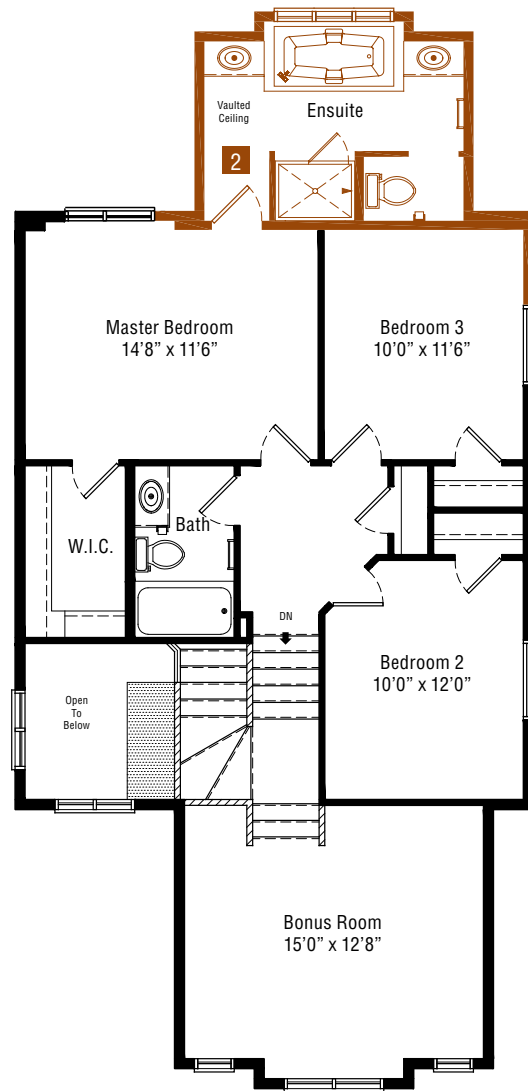 Vaulted
Ceiling
Ensuite
2
Master Bedroom
14’8” x 11’6”
Bedroom 3
10’0” x 11’6”
W.I.C.
Bath
DN
Bedroom 2
10’0” x 12’0”
Open
To
Below
Bonus Room
15’0” x 12’8”